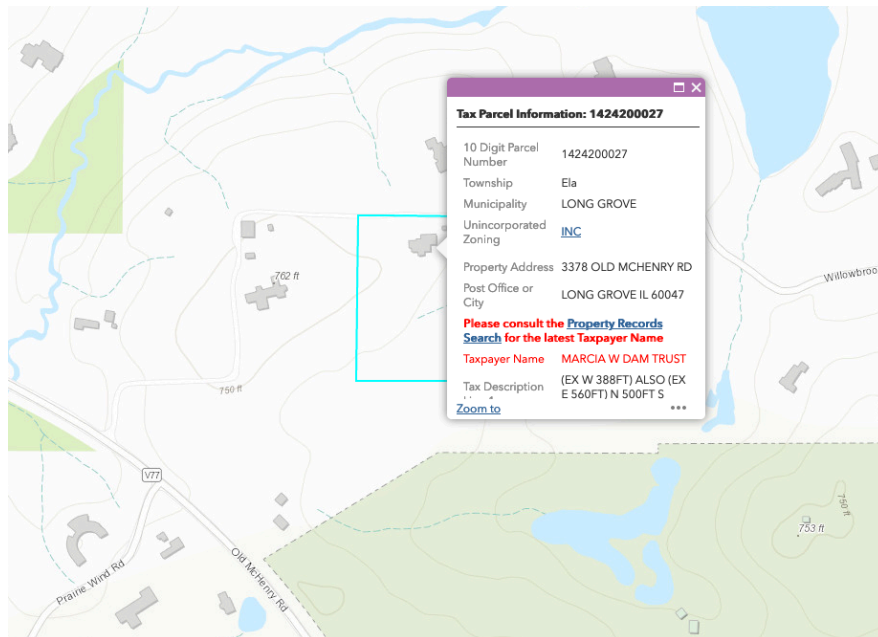 Tax Parcel Information: 1424200027
10 Digit Parcel
Number
1424200027
Township
Ela
Municipality
LONG GROVE
Unincorporated
Zoning
INC
Property Address
3378 OLD MCHENRY RD
Post Office or
City
LONG GROVE IL 60047
Please consult the Property Records
Search for the latest Taxpayer Name
Taxpayer Name
MARCIA W DAM TRUST
Tax Description
(EX W 388FT) ALSO (EX
E 560FT) N 500FT S
Zoom to
762 ft
750 ft
Willowbroo
V77
Prairie Wind Rd
Old McHenry Rd
750 ft
753 ft